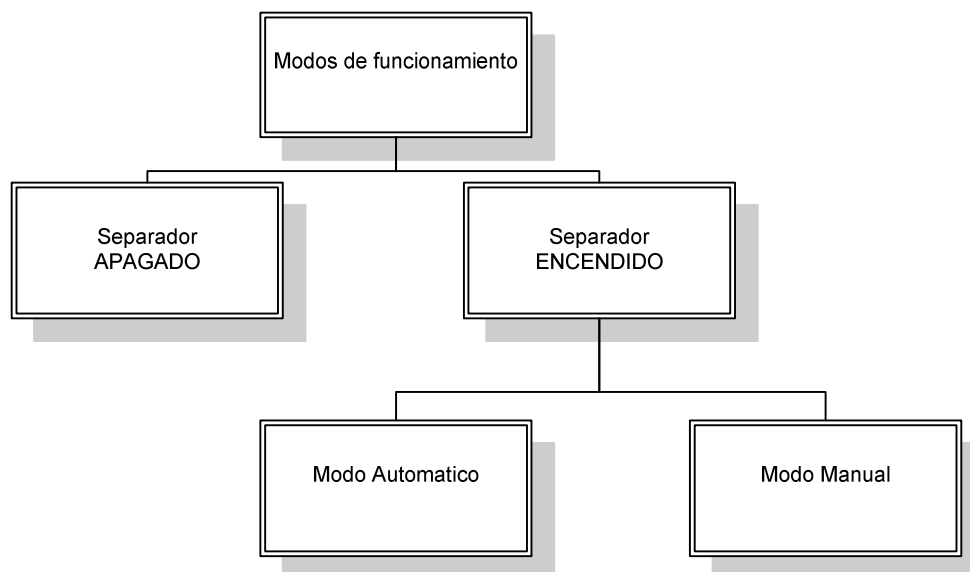 Modos de funcionamiento
Separador
APAGADO
Separador
ENCENDIDO
Modo Automatico
Modo Manual